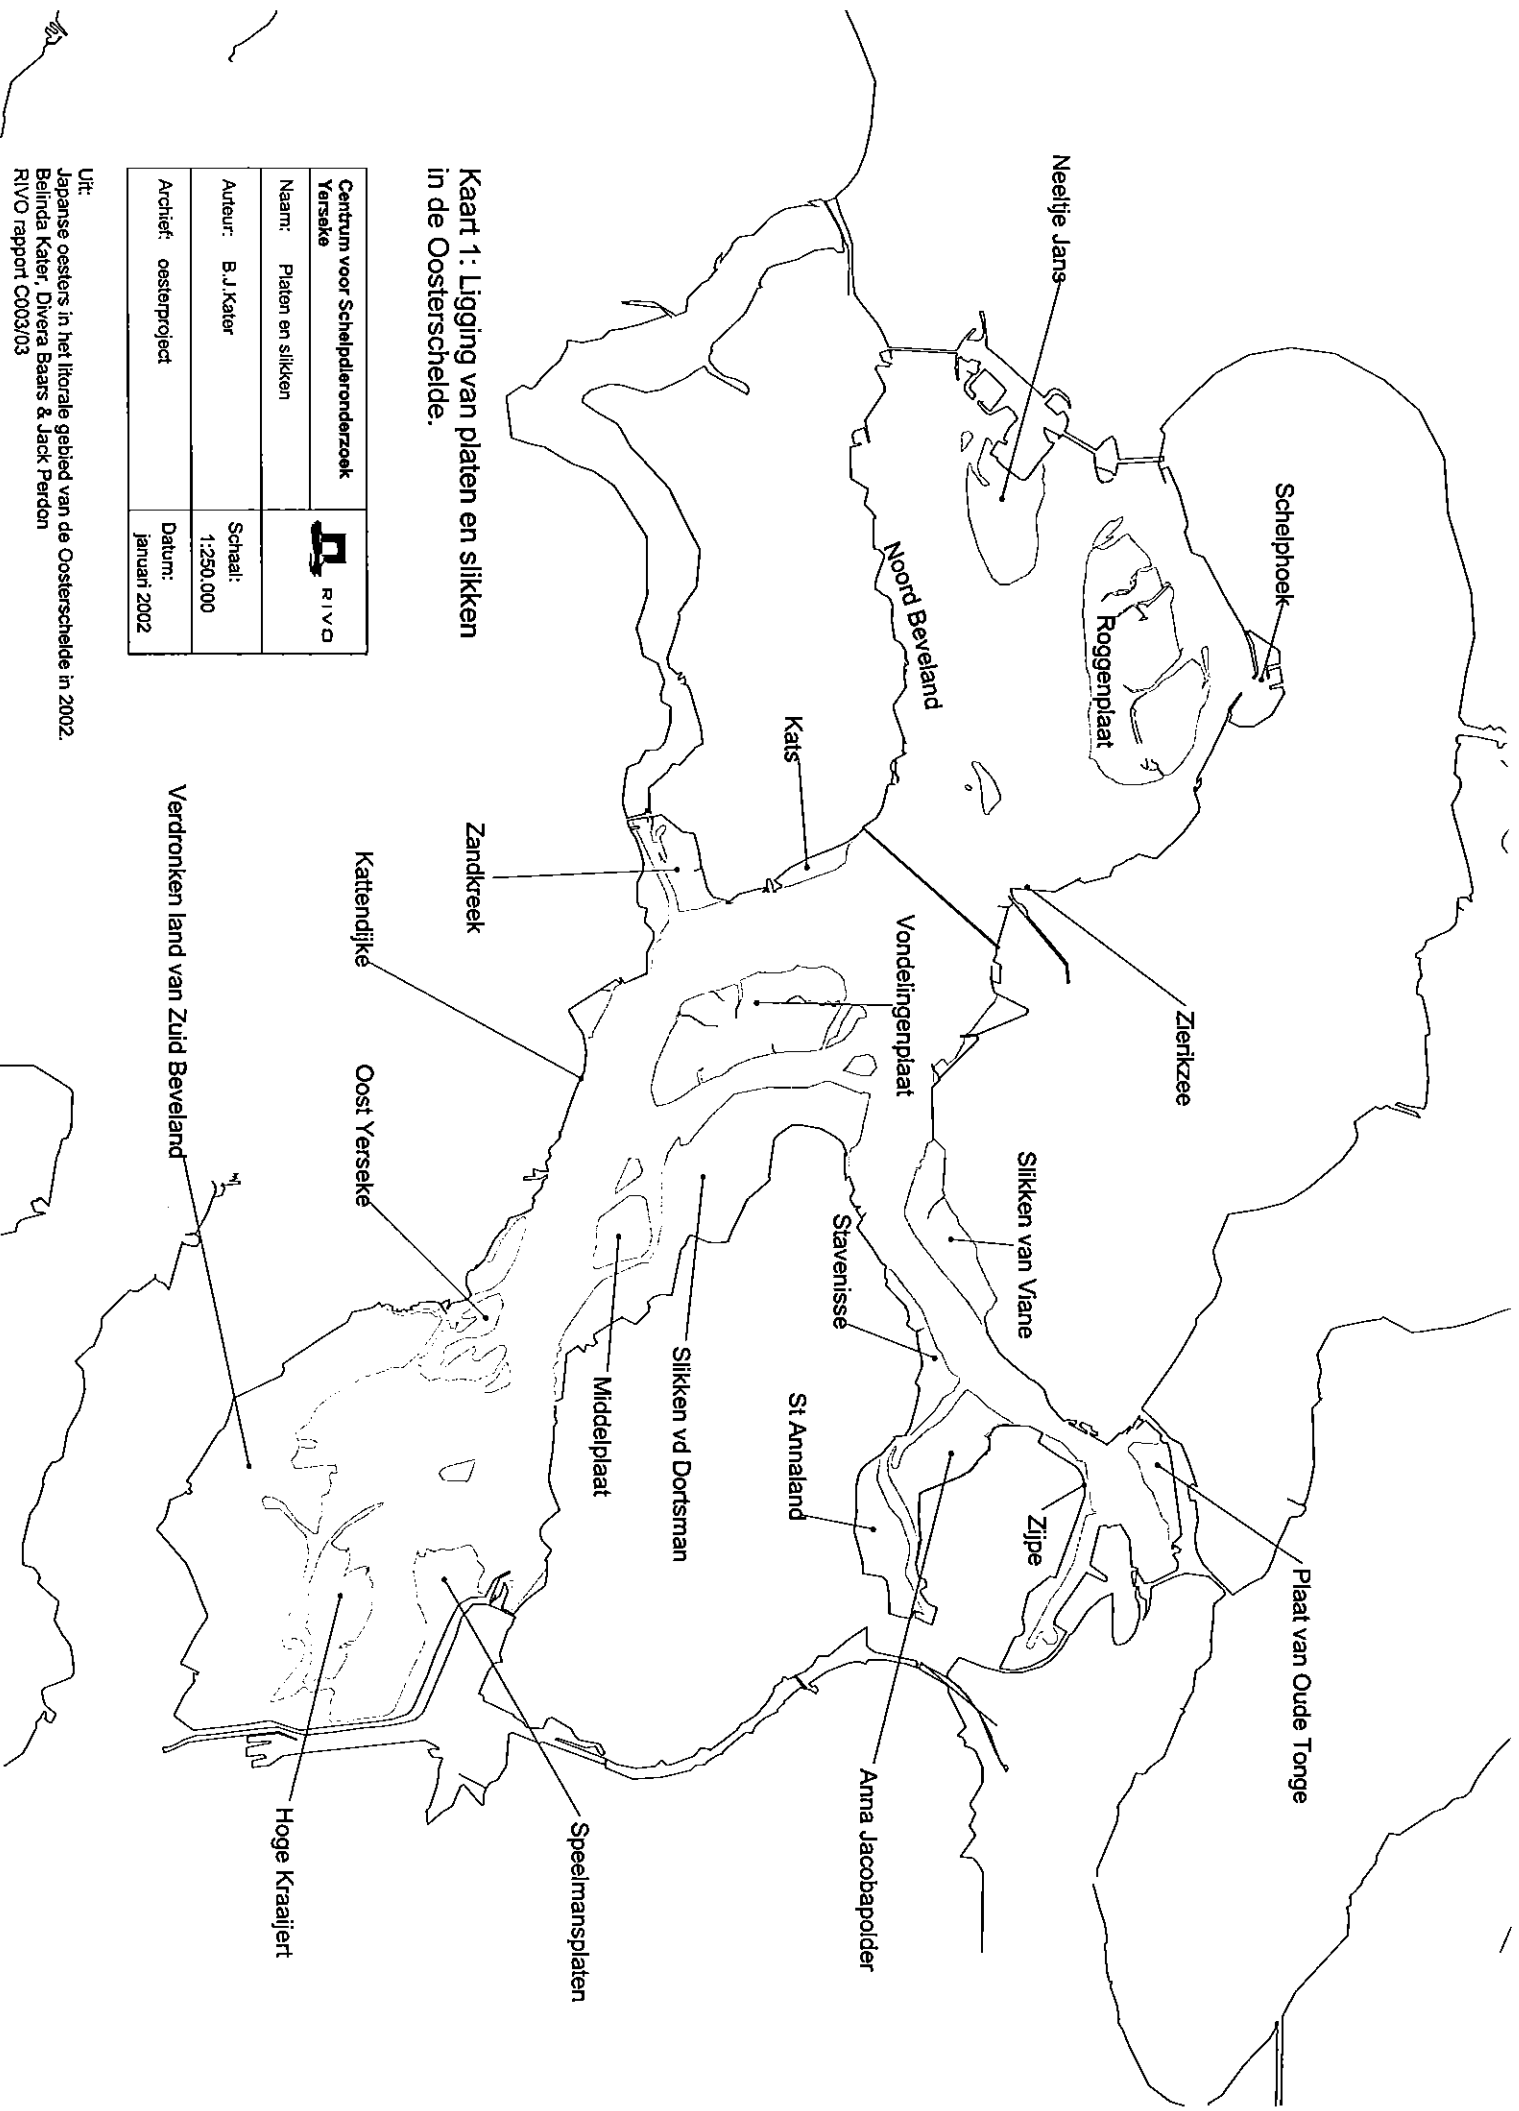 Neeltje Jans
Schelphoek
Roggenplaat
Noord Beveland
Kats
Zierikzee
Zandkreek
Vondelingenplaat
Kattendijke
Slikken van Viane
Stavenisse
Oost Yerseke
Verdronken land van Zuid Beveland
Slikken vd Dortsman
Middelplaat
St Annaland
Zijpe
Plaat van Oude Tonge
Anna Jacobapolder
Speelmansplaten
Hoge Kraaijert
Kaart 1: Ligging van platen en slikken
in de Oosterschelde.
Centrum voor Schelpdieronderzoek
Yerseke
RIVO
Naam: Platen en slikken
Auteur: B.J.Kater
Schaal:
1:250.000
Archief: oesterproject
Datum:
januari 2002
Uit:
Japanse oesters in het litorale gebied van de Oosterschelde in 2002.
Belinda Kater, Divera Baars & Jack Perdon
RIVO rapport C003/03